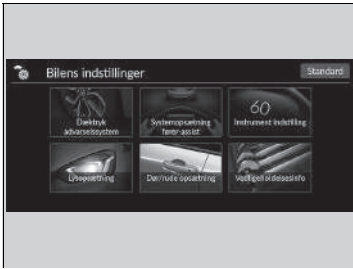 Bilens indstillinger
Standard
Dæktryk
advarselssystem
Systemopsætning
fører-assist
60
Instrument indstilling
Lysopsætning
Dør/rude opsætning
Vedligeholdelsesinfo